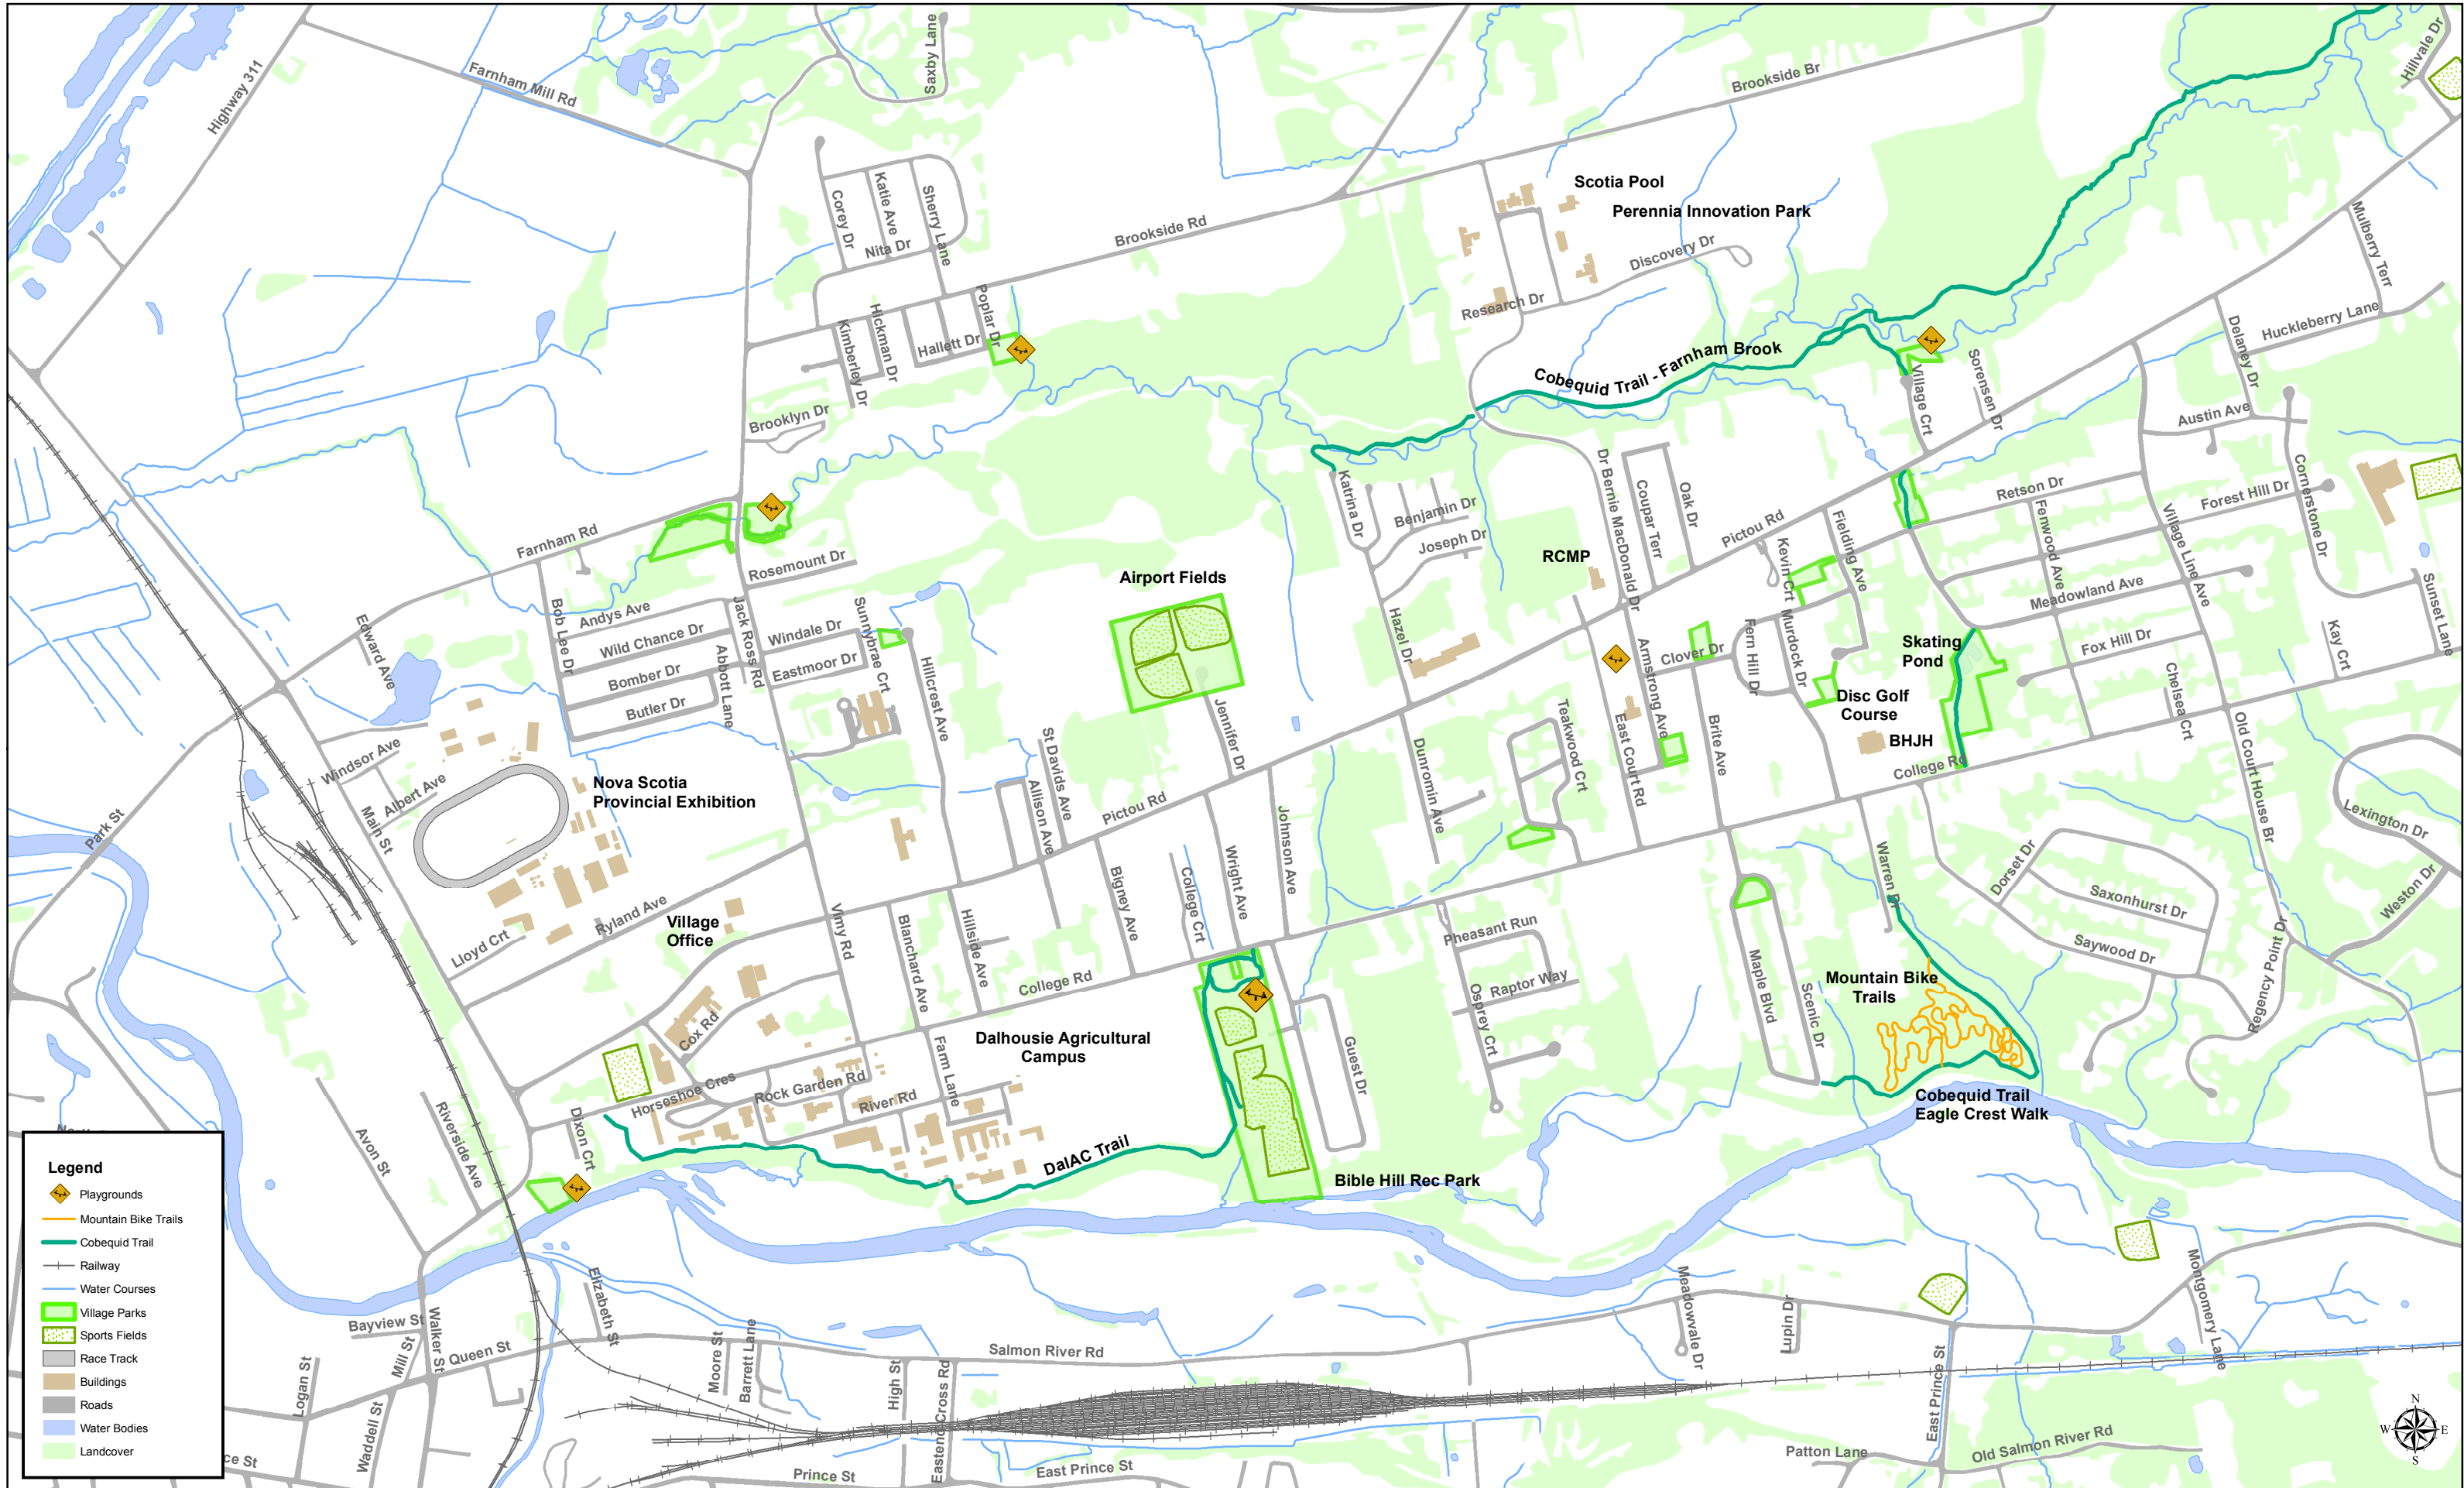 Highway 311
Farnham Mill Rd
Saxby Lane
Brookside Br
Hillvale Dr
Corey Dr
Katie Ave
Sherry Lane
Nita Dr
Brookside Rd
Scotia Pool
Perennia Innovation Park
Discovery Dr
Research Dr
Mulberry Terr
Huckleberry Lane
Delaney Dr
Poplar Dr
Hickman Dr
Kimberley Dr
Hallett Dr
Brooklyn Dr
Cobequid Trail - Farnham Brook
Village Crt
Sorensen Dr
Austin Ave
Cornerstone Dr
Forest Hill Dr
Retson Dr
Fenwood Ave
Village Line Ave
Meadowland Ave
Fox Hill Dr
Sunset Lane
Kay Crt
Chelsea Crt
Old Court House Br
Katrina Dr
Benjamin Dr
Joseph Dr
Hazel Dr
RCMP
Dr Bernie MacDonald Dr
Coupar Terr
Oak Dr
Pictou Rd
Kevin Crt
Fielding Ave
Murdock Dr
Fern Hill Dr
Clover Dr
Armstrong Ave
East Court Rd
Brite Ave
Teakwood Crt
Dunromin Ave
Skating
Pond
Disc Golf
Course
BHJH
College Rd
Farnham Rd
Rosemount Dr
Edward Ave
Bob Lee Dr
Andys Ave
Wild Chance Dr
Bomber Dr
Butler Dr
Abbott Lane
Jack Ross Rd
Windale Dr
Eastmoor Dr
Sunnybrae Crt
Hillcrest Ave
Airport Fields
Jennifer Dr
St Davids Ave
Allison Ave
Pictou Rd
Johnson Ave
Wright Ave
College Crt
Bigney Ave
Windsor Ave
Albert Ave
Main St
Park St
Nova Scotia
Provincial Exhibition
Lloyd Crt
Ryland Ave
Village
Office
Vimy Rd
Blanchard Ave
Hillside Ave
College Rd
Cox Rd
Dalhousie Agricultural
Campus
Farm Lane
Horseshoe Cres
Rock Garden Rd
River Rd
Dixon Crt
Riverside Ave
Avon St
DalAC Trail
Bible Hill Rec Park
Guest Dr
Pheasant Run
Raptor Way
Osprey Crt
Maple Blvd
Scenic Dr
Warren Dr
Mountain Bike
Trails
Cobequid Trail
Eagle Crest Walk
Dorset Dr
Saxonhurst Dr
Saywood Dr
Regency Point Dr
Lexington Dr
Weston Dr
Legend
Playgrounds
Mountain Bike Trails
Cobequid Trail
Railway
Water Courses
Village Parks
Sports Fields
Race Track
Buildings
Roads
Water Bodies
Landcover
Bayview St
Mill St
Walker St
Queen St
Logan St
Waddell St
Elizabeth St
Moore St
Barrett Lane
High St
Eastend Cross Rd
Salmon River Rd
Prince St
East Prince St
Meadowvale Dr
Lupin Dr
East Prince St
Patton Lane
Old Salmon River Rd
Montgomery Lane
N
W
E
S